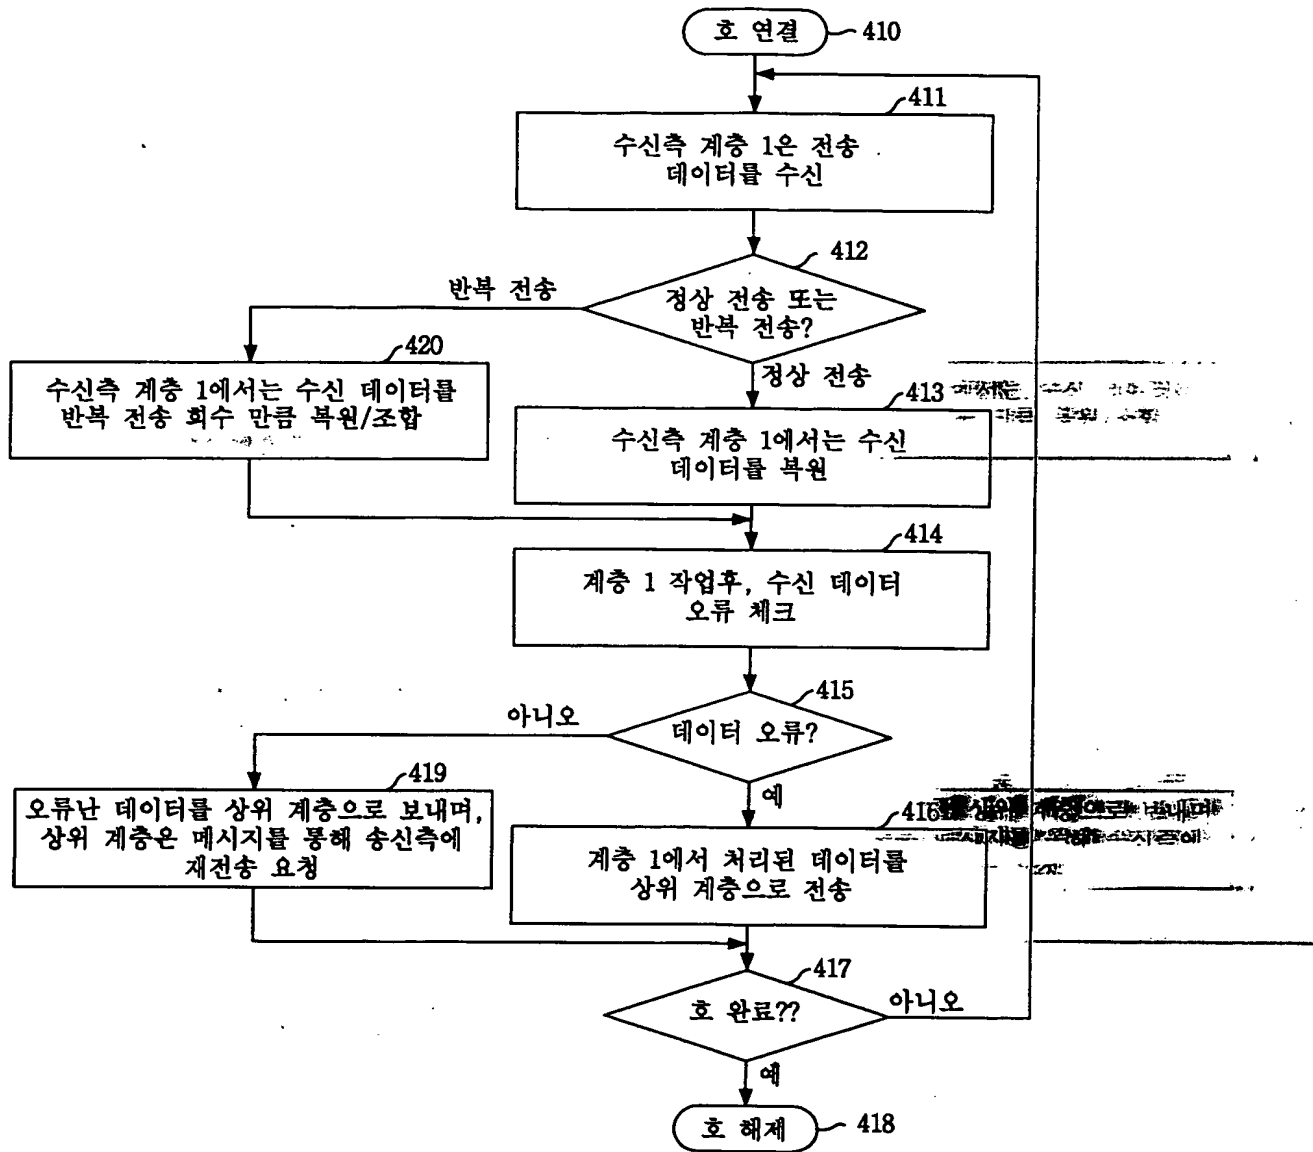 호 연결
410
411
수신측 계층 1은 전송
데이터를 수신
412
정상 전송 또는
반복 전송?
반복 전송
정상 전송
420
수신측 계층 1에서는 수신 데이터를
반복 전송 회수 만큼 복원/조합
413
수신측 계층 1에서는 수신
데이터를 복원
414
계층 1 작업후, 수신 데이터
오류 체크
415
데이터 오류?
아니오
예
419
오류난 데이터를 상위 계층으로 보내며,
상위 계층은 메시지를 통해 송신측에
재전송 요청
416
계층 1에서 처리된 데이터를
상위 계층으로 전송
417
호 완료??
아니오
예
호 해제
418